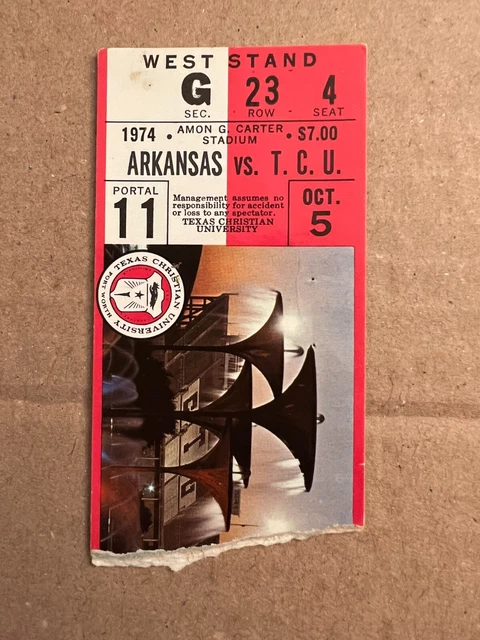 WEST STAND
G 23 4
SEC. ROW SEAT
1974 • AMON G. CARTER STADIUM • $7.00
ARKANSAS VS. T. C. U.
PORTAL
11
Management assumes no
responsibility for accident
or loss to any spectator.
TEXAS CHRISTIAN
UNIVERSITY
OCT.
5
TEXAS CHRISTIAN UNIVERSITY FORT WORTH